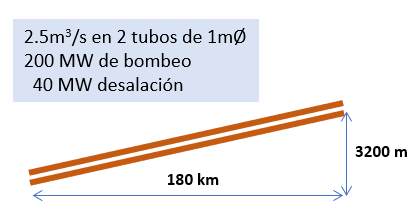 2.5m³/s en 2 tubos de 1mØ
200 MW de bombeo
40 MW desalación
3200 m
180 km